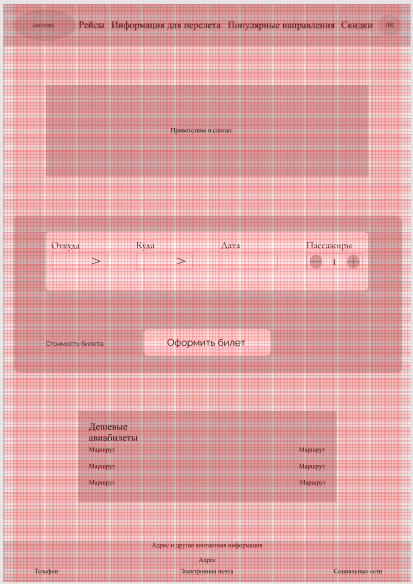 логотип Рейсы Информация для перелета Популярные направления Скидки ЛК
Приветствие и слоган
Откуда Куда Дата Пассажиры
> > — 1 +
Стоимость билета: Оформить билет
Дешевые
авиабилеты
Маршрут Маршрут
Маршрут Маршрут
Маршрут Маршрут
Адрес и другая контактная информация
Адрес
Телефон Электронная почта Социальные сети